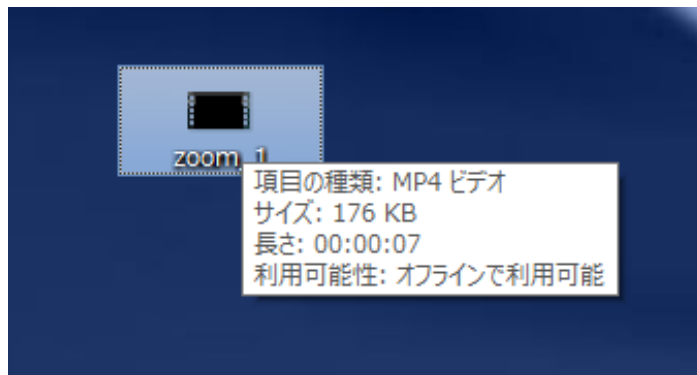 zoom_1
項目の種類: MP4 ビデオ
サイズ: 176 KB
長さ: 00:00:07
利用可能性: オフラインで利用可能